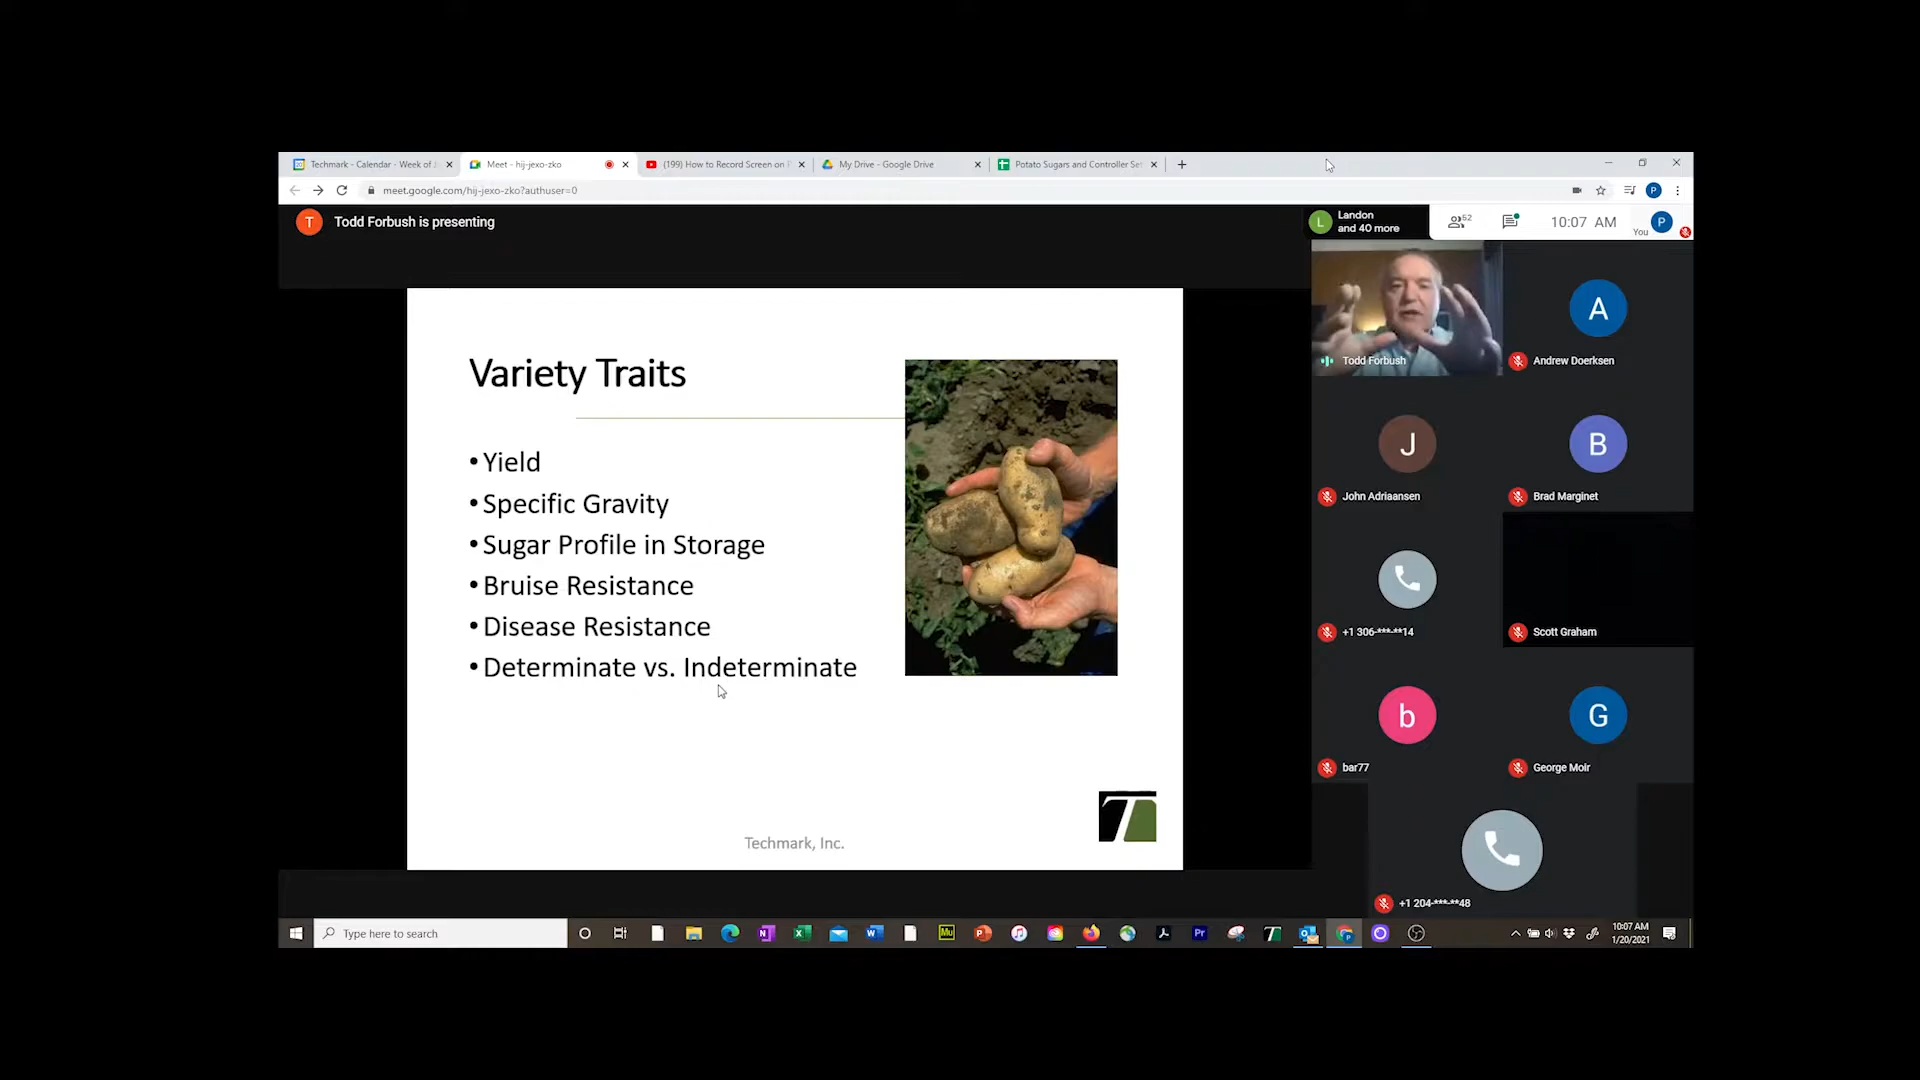 Techmark - Calendar - Week of J
Meet - hij-jexo-zko
(199) How to Record Screen on
My Drive - Google Drive
Potato Sugars and Controller Set
meet.google.com/hij-jexo-zko?authuser=0
P
T
Todd Forbush is presenting
L
Landon
and 40 more
52
10:07 AM
You
P
Variety Traits
• Yield
• Specific Gravity
• Sugar Profile in Storage
• Bruise Resistance
• Disease Resistance
• Determinate vs. Indeterminate
Techmark, Inc.
T
Todd Forbush
A
Andrew Doerksen
J
John Adriaansen
B
Brad Marginet
+1 306-***-**14
Scott Graham
b
bar77
G
George Moir
+1 204-***-**48
Type here to search
10:07 AM
1/20/2021